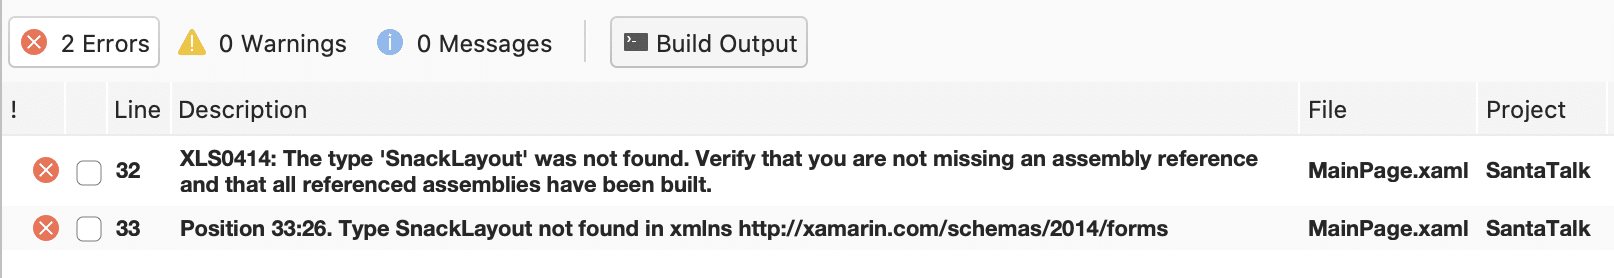 2 Errors 0 Warnings 0 Messages Build Output
! Line Description File Project
32 XLS0414: The type 'SnackLayout' was not found. Verify that you are not missing an assembly reference
and that all referenced assemblies have been built. MainPage.xaml SantaTalk
33 Position 33:26. Type SnackLayout not found in xmlns http://xamarin.com/schemas/2014/forms MainPage.xaml SantaTalk